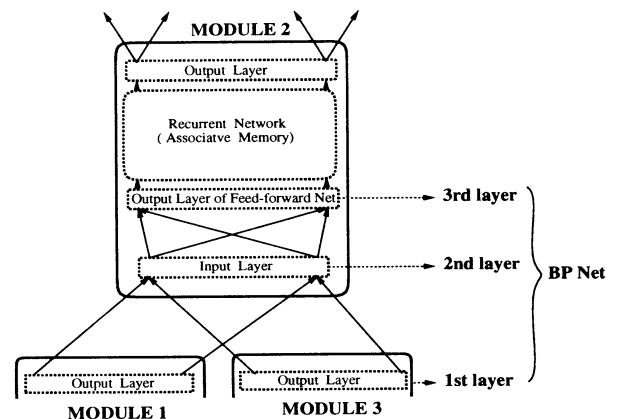 MODULE 2
Output Layer
Recurrent Network
( Associatve Memory)
Output Layer of Feed-forward Net
3rd layer
Input Layer
2nd layer
BP Net
Output Layer
Output Layer
1st layer
MODULE 1
MODULE 3